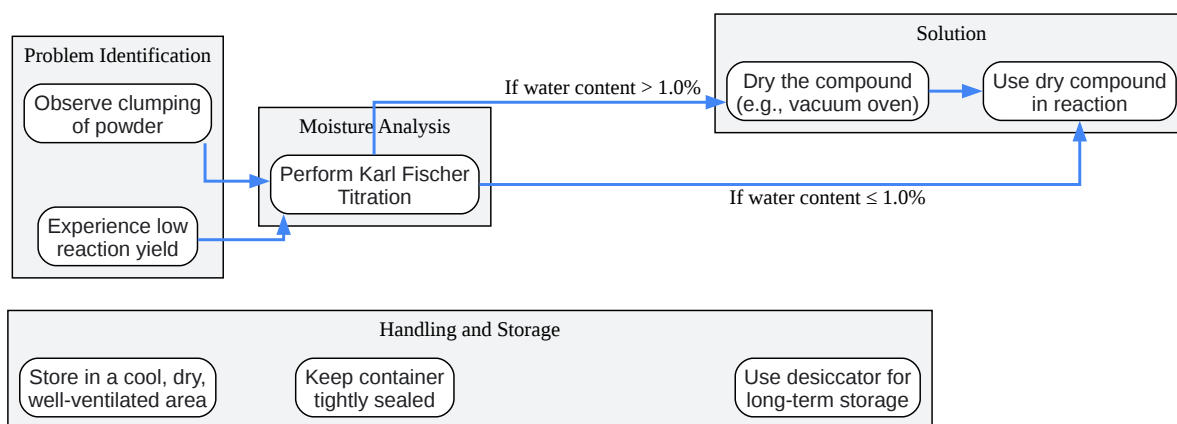 Problem Identification
Observe clumping
of powder
Experience low
reaction yield
Moisture Analysis
Perform Karl Fischer
Titration
If water content > 1.0%
If water content ≤ 1.0%
Solution
Dry the compound
(e.g., vacuum oven)
Use dry compound
in reaction
Handling and Storage
Store in a cool, dry,
well-ventilated area
Keep container
tightly sealed
Use desiccator for
long-term storage